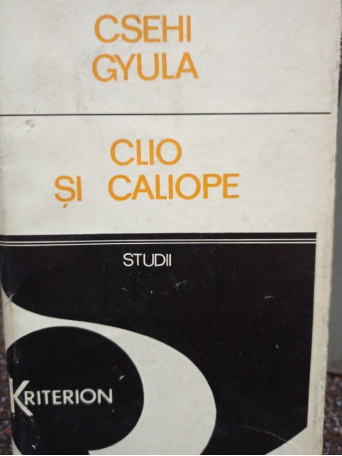 CSEHI
GYULA
CLIO
ȘI CALIOPE
STUDII
KRITERION